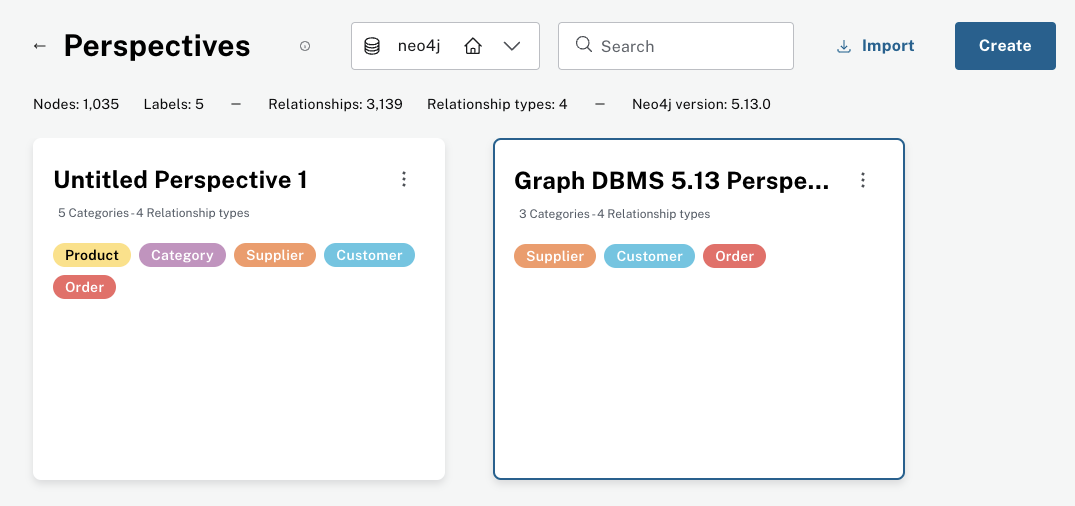 ← Perspectives neo4j Search Import Create
Nodes: 1,035 Labels: 5 — Relationships: 3,139 Relationship types: 4 — Neo4j version: 5.13.0
Untitled Perspective 1
5 Categories - 4 Relationship types
Product Category Supplier Customer
Order
Graph DBMS 5.13 Perspe...
3 Categories - 4 Relationship types
Supplier Customer Order